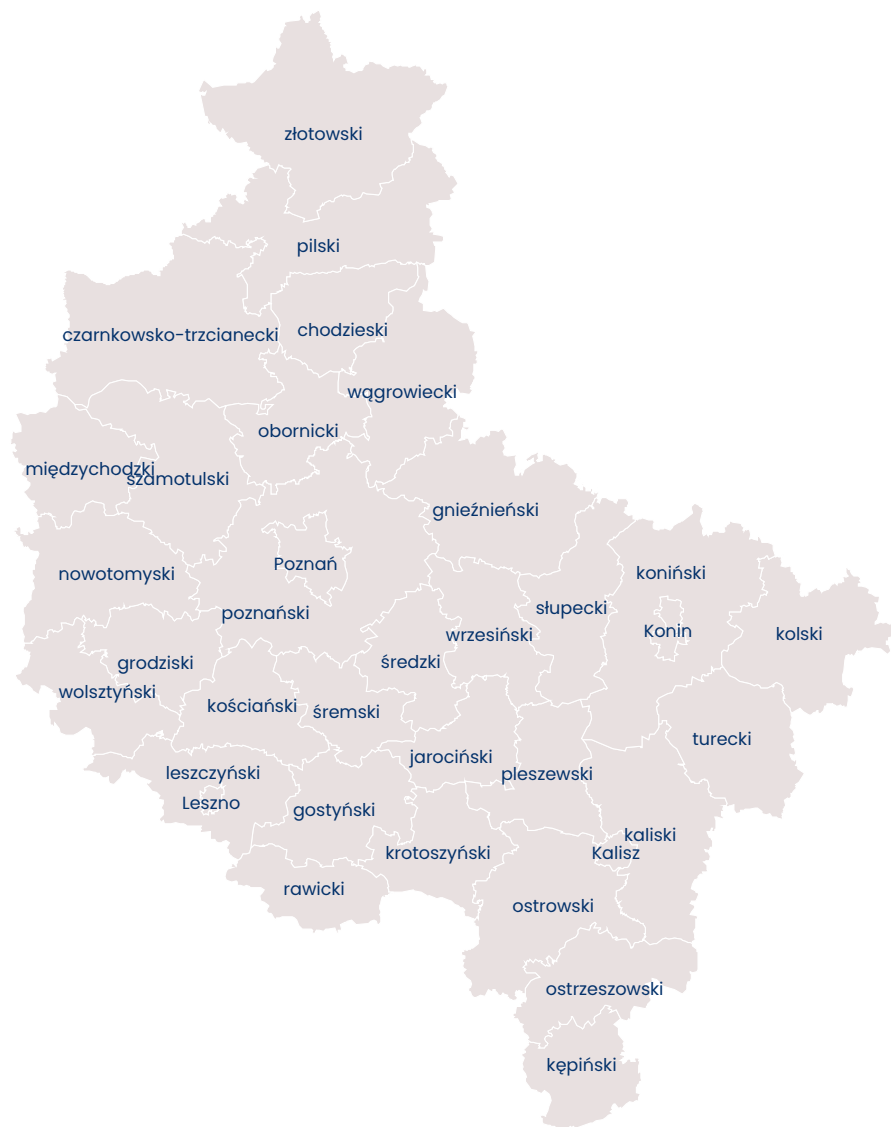 złotowski
pilski
chodzieski
czarnkowsko-trzcianecki
wągrowiecki
obornicki
międzychodzki
szamotulski
gnieźnieński
Poznań
nowotomyski
koniński
słupecki
poznański
Konin
wrzesiński
kolski
średzki
grodziski
wolsztyński
kościański
śremski
turecki
jarociński
leszczyński
pleszewski
Leszno
gostyński
kaliski
krotoszyński
Kalisz
rawicki
ostrowski
ostrzeszowski
kępiński